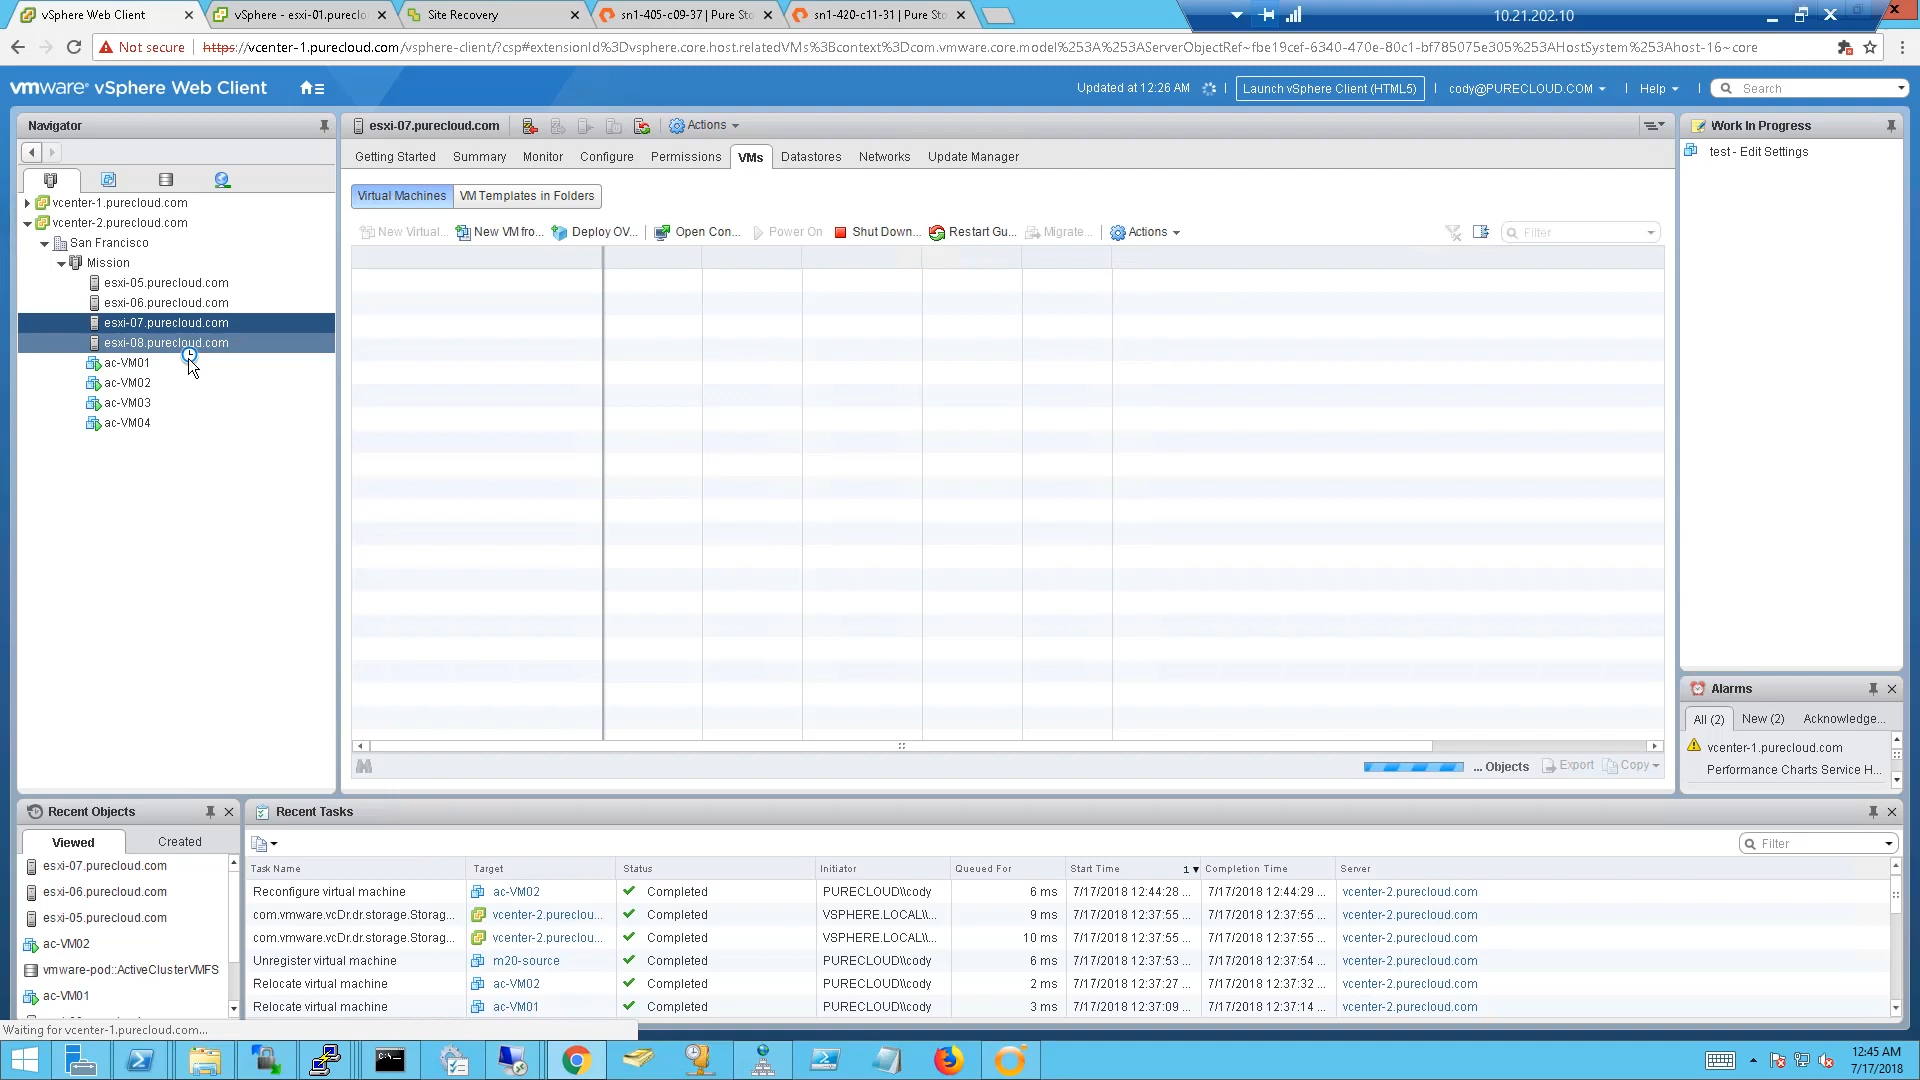 vSphere Web Client
vSphere - esxi-01.pureclo
Site Recovery
sn1-405-c09-37 | Pure Sto
sn1-420-c11-31 | Pure Sto
10.21.202.10
Not secure
https://vcenter-1.purecloud.com/vsphere-client/?csp#extensionId%3Dvsphere.core.host.relatedVMs%3Bcontext%3Dcom.vmware.core.model%253A%253AServerObjectRef~fbe19cef-6340-470e-80c1-bf785075e305%253AHostSystem%253Ahost-16~core
vmware® vSphere Web Client
Updated at 12:26 AM
Launch vSphere Client (HTML5)
cody@PURECLOUD.COM
Help
Search
Navigator
vcenter-1.purecloud.com
vcenter-2.purecloud.com
San Francisco
Mission
esxi-05.purecloud.com
esxi-06.purecloud.com
esxi-07.purecloud.com
esxi-08.purecloud.com
ac-VM01
ac-VM02
ac-VM03
ac-VM04
esxi-07.purecloud.com
Actions
Getting Started
Summary
Monitor
Configure
Permissions
VMs
Datastores
Networks
Update Manager
Virtual Machines
VM Templates in Folders
New Virtual...
New VM fro...
Deploy OV...
Open Con...
Power On
Shut Down...
Restart Gu...
Migrate...
Actions
Filter
... Objects
Export
Copy
Work In Progress
test - Edit Settings
Alarms
All (2)
New (2)
Acknowledge...
vcenter-1.purecloud.com
Performance Charts Service H...
Recent Objects
Viewed
Created
esxi-07.purecloud.com
esxi-06.purecloud.com
esxi-05.purecloud.com
ac-VM02
vmware-pod::ActiveClusterVMFS
ac-VM01
Recent Tasks
Filter
Task Name Target Status Initiator Queued For Start Time 1 Completion Time Server
Reconfigure virtual machine ac-VM02 Completed PURECLOUD\\cody 6 ms 7/17/2018 12:44:28 ... 7/17/2018 12:44:29 ... vcenter-2.purecloud.com
com.vmware.vcDr.dr.storage.Storag... vcenter-2.pureclou... Completed VSPHERE.LOCAL\\... 9 ms 7/17/2018 12:37:55 ... 7/17/2018 12:37:55 ... vcenter-2.purecloud.com
com.vmware.vcDr.dr.storage.Storag... vcenter-2.pureclou... Completed VSPHERE.LOCAL\\... 10 ms 7/17/2018 12:37:55 ... 7/17/2018 12:37:55 ... vcenter-2.purecloud.com
Unregister virtual machine m20-source Completed PURECLOUD\\cody 6 ms 7/17/2018 12:37:53 ... 7/17/2018 12:37:54 ... vcenter-2.purecloud.com
Relocate virtual machine ac-VM02 Completed PURECLOUD\\cody 2 ms 7/17/2018 12:37:27 ... 7/17/2018 12:37:32 ... vcenter-2.purecloud.com
Relocate virtual machine ac-VM01 Completed PURECLOUD\\cody 3 ms 7/17/2018 12:37:09 ... 7/17/2018 12:37:14 ... vcenter-2.purecloud.com
Waiting for vcenter-1.purecloud.com...
12:45 AM
7/17/2018